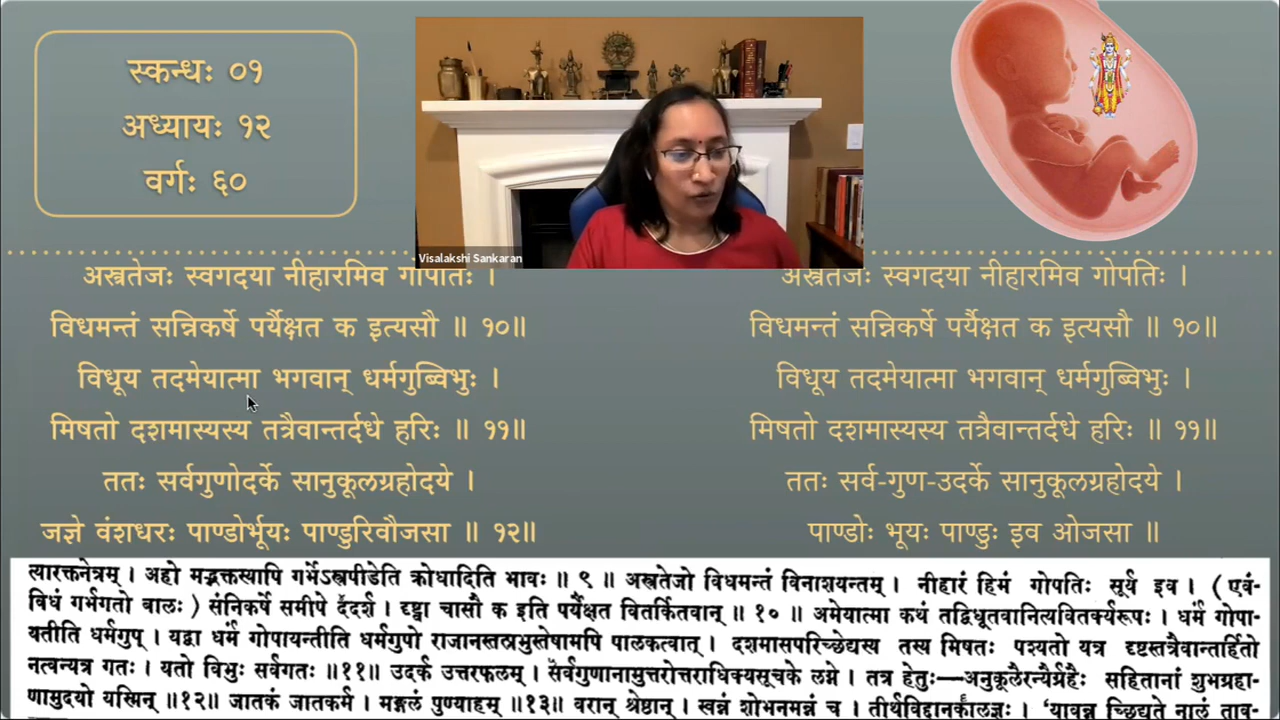 स्कन्धः ०१
अध्यायः १२
वर्गः ६०
Visalakshi Sankaran
अस्त्रतेजः स्वगदया नीहारमिव गोपतिः ।
विधमन्तं सन्निकर्षे पर्यैक्षत क इत्यसौ ॥ १०॥
विधूय तदमेयात्मा भगवान् धर्मगुब्विभुः ।
मिषतो दशमास्यस्य तत्रैवान्तर्दधे हरिः ॥ ११॥
ततः सर्वगुणोदर्के सानुकूलग्रहोदये ।
जज्ञे वंशधरः पाण्डोर्भूयः पाण्डुरिवौजसा ॥ १२॥
अस्त्रतेजः स्वगदया नीहारमिव गोपतिः ।
विधमन्तं सन्निकर्षे पर्यैक्षत क इत्यसौ ॥ १०॥
विधूय तदमेयात्मा भगवान् धर्मगुब्विभुः ।
मिषतो दशमास्यस्य तत्रैवान्तर्दधे हरिः ॥ ११॥
ततः सर्व-गुण-उदर्के सानुकूलग्रहोदये ।
पाण्डोः भूयः पाण्डुः इव ओजसा ॥
त्यारक्तनेत्रम् । अहो मद्भक्तस्यापि गर्भेऽस्त्रपीडेति क्रोधादिति भावः ॥ ९ ॥ अस्त्रतेजो विधमन्तं विनाशयन्तम् । नीहारं हिमं गोपतिः सूर्य इव । ( एवं-
विधं गर्भगतो बालः ) संनिकर्षे समीपे ददर्श । दृष्ट्वा चासौ क इति पर्यैक्षत वितर्कितवान् ॥ १० ॥ अमेयात्मा कथं तद्विधूतवानित्यवितर्क्यरूपः । धर्मं गोपा-
यतीति धर्मगुप् । यद्वा धर्मं गोपायन्तीति धर्मगुपो राजानस्तत्प्रभुस्तेषामपि पालकत्वात् । दशमासपरिच्छेद्यस्य तस्य मिषतः पश्यतो यत्र दृष्टस्तत्रैवान्तर्हितो
नत्वन्यत्र गतः । यतो विभुः सर्वगतः ॥११॥ उदर्क उत्तरफलम् । सर्वगुणानामुत्तरोत्तराधिक्यसूचके लग्ने । तत्र हेतुः—अनुकूलैरन्यैर्ग्रहैः सहितानां शुभग्रहा-
णामुदयो यस्मिन् ॥१२॥ जातकं जातकर्म । मङ्गलं पुण्याहम् ॥१३॥ वरान् श्रेष्ठान् । स्वन्नं शोभनमन्नं च । तीर्थविद्दानकालज्ञः । 'यावन्न च्छिद्यते नालं ताव-